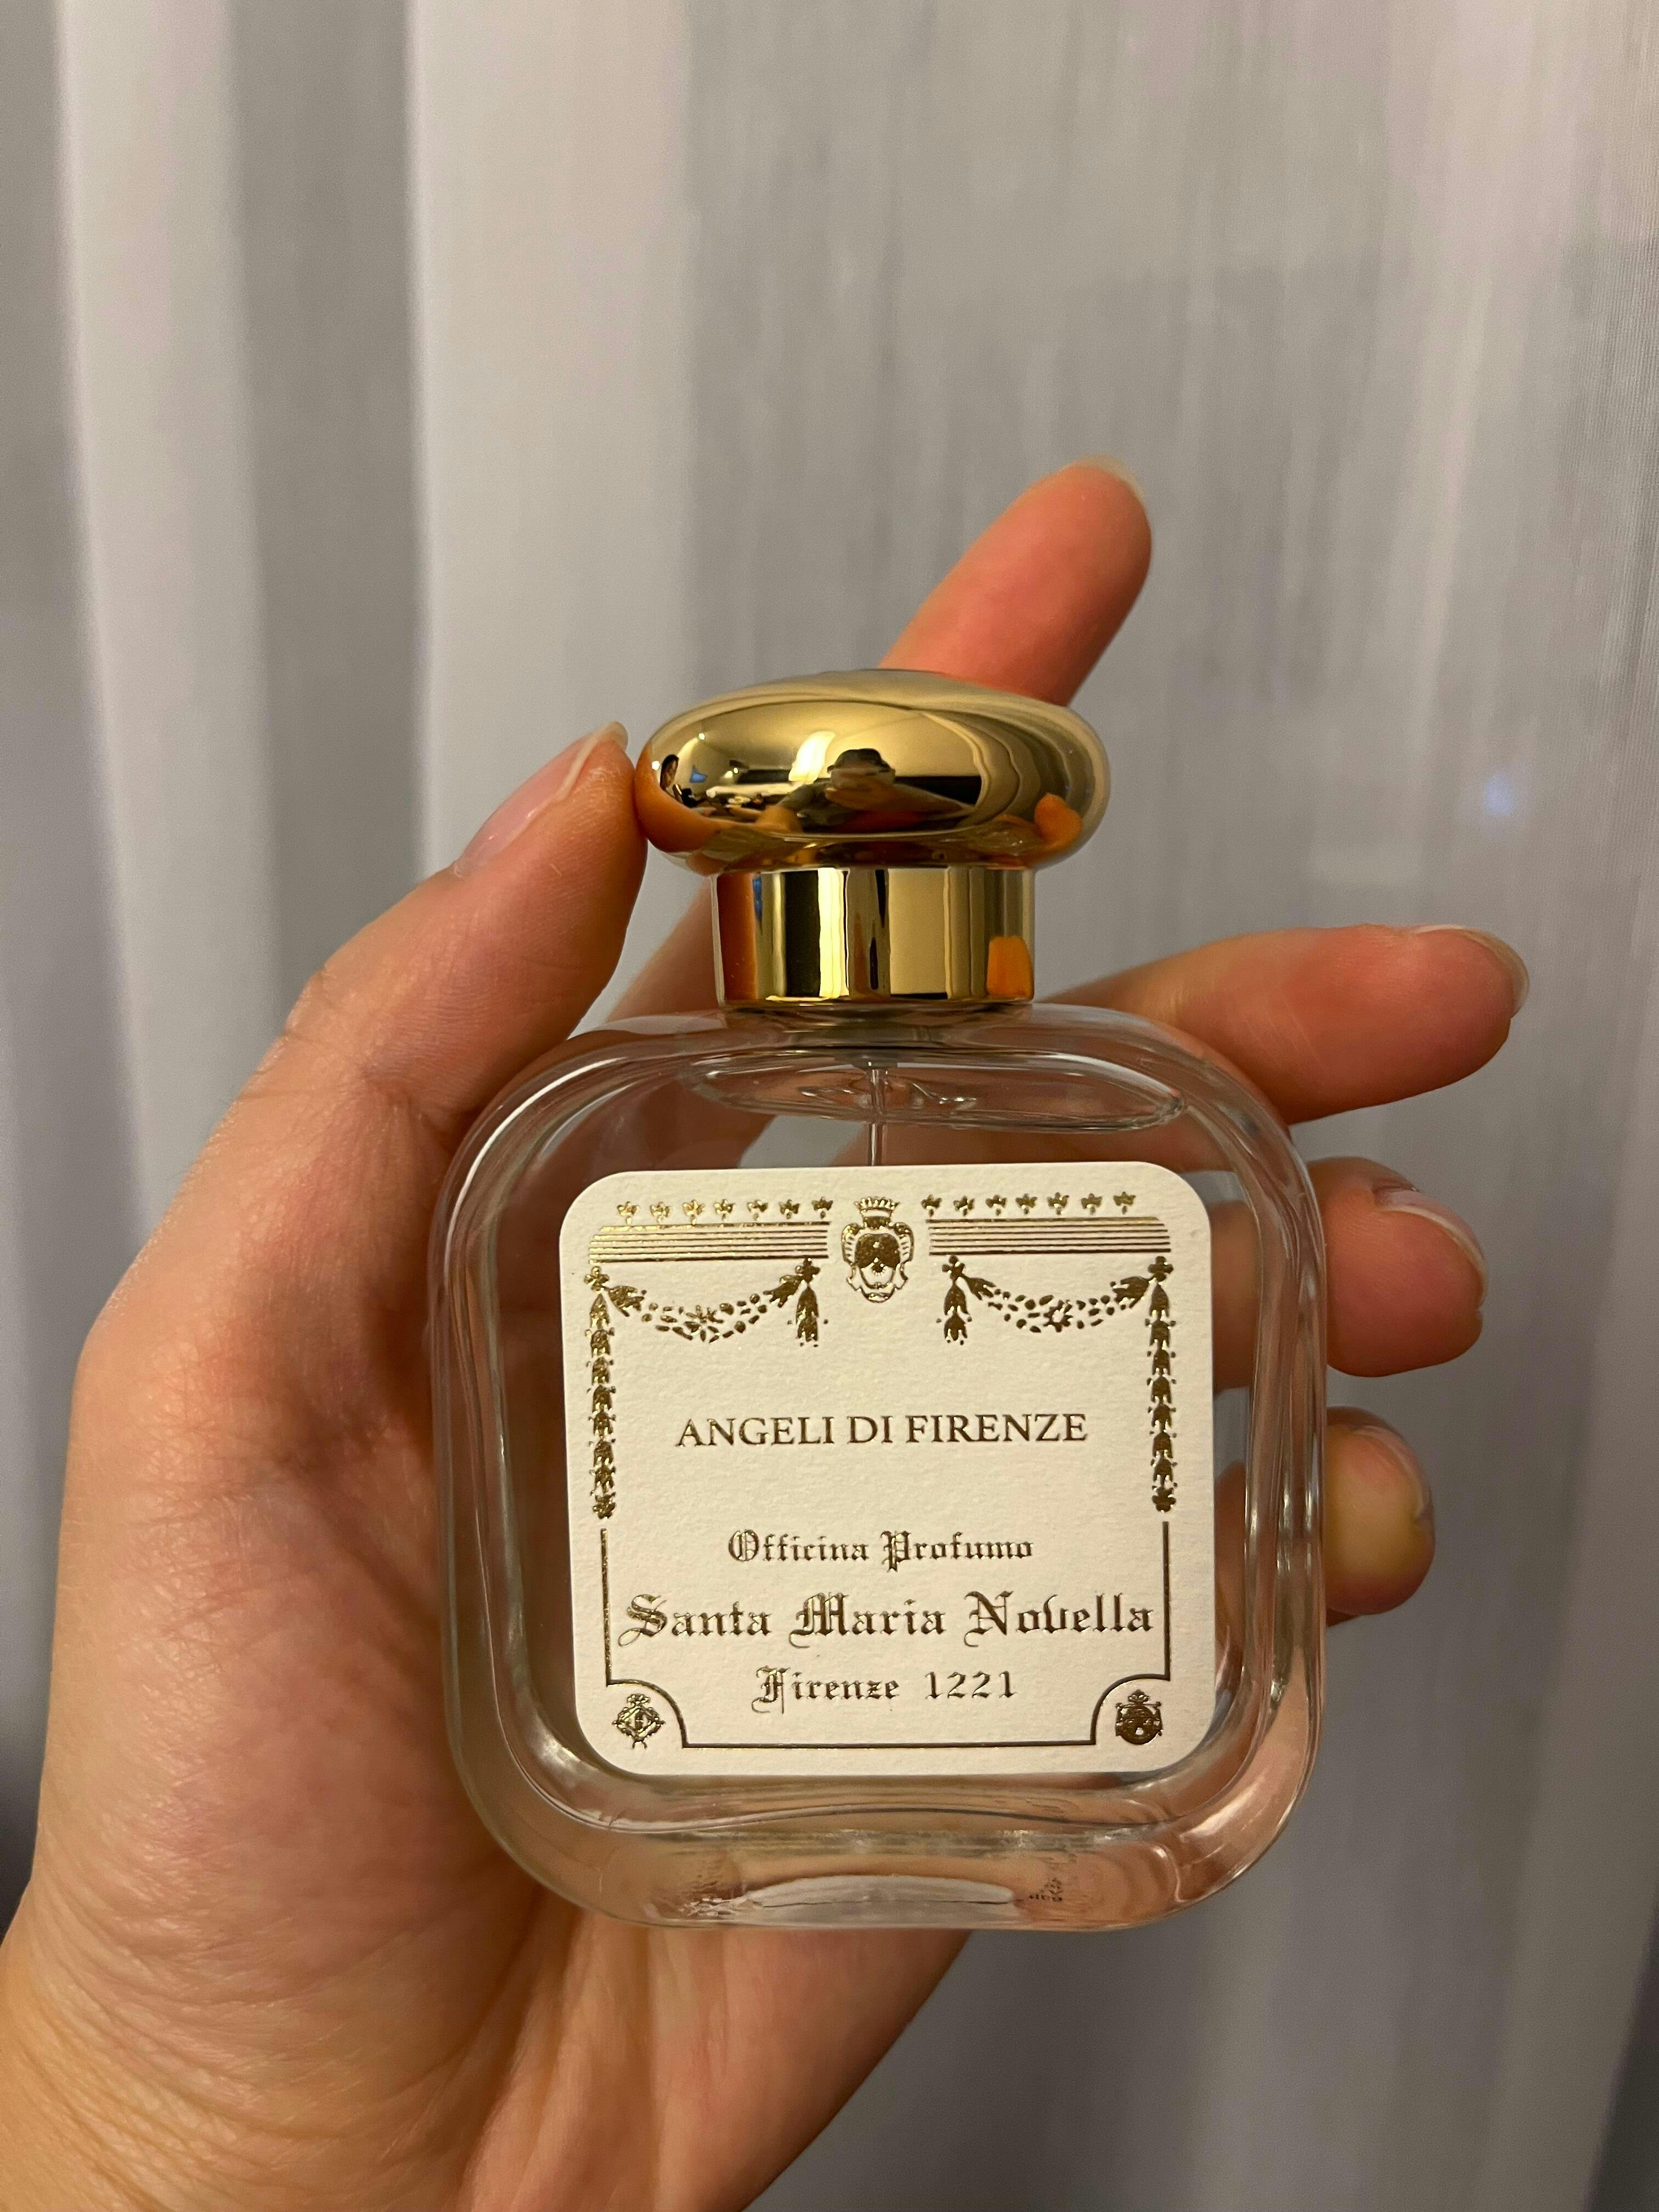 ANGELI DI FIRENZE
Officina Profumo
Santa Maria Novella
Firenze 1221